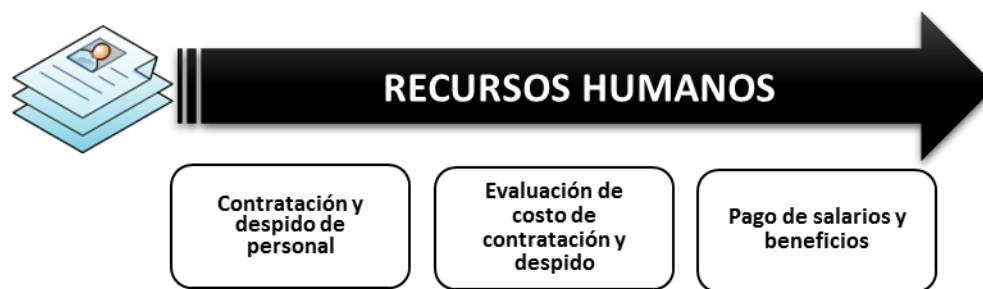 RECURSOS HUMANOS
Contratación y
despido de
personal
Evaluación de
costo de
contratación y
despido
Pago de salarios y
beneficios